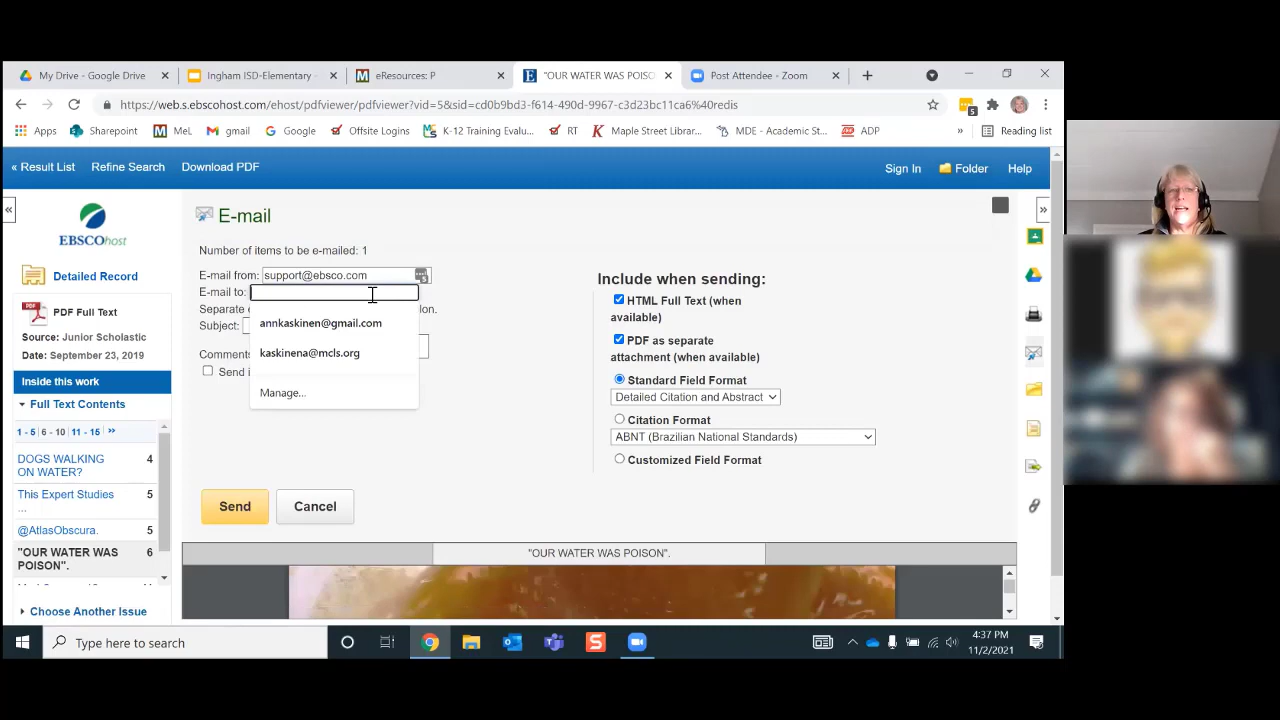 My Drive - Google Drive
Ingham ISD-Elementary -
eResources: P
"OUR WATER WAS POISO
Post Attendee - Zoom
https://web.s.ebscohost.com/ehost/pdfviewer/pdfviewer?vid=5&sid=cd0b9bd3-f614-490d-9967-c3d23bc11ca6%40redis
5
Apps
Sharepoint
MeL
gmail
Google
Offsite Logins
K-12 Training Evalu...
RT
Maple Street Librar...
MDE - Academic St...
ADP
»
Reading list
« Result List
Refine Search
Download PDF
Sign In
Folder
Help
«
»
EBSCOhost
Detailed Record
PDF Full Text
Source: Junior Scholastic
Date: September 23, 2019
Inside this work
Full Text Contents
1 - 5 | 6 - 10 | 11 - 15 | »
DOGS WALKING
ON WATER? 4
This Expert Studies 5
...
@AtlasObscura. 5
"OUR WATER WAS 6
POISON".
Choose Another Issue
E-mail
Number of items to be e-mailed: 1
E-mail from: support@ebsco.com
E-mail to:
annkaskinen@gmail.com
kaskinena@mcls.org
Manage...
Separate
Subject:
Comments
Send i
Send
Cancel
Include when sending:
HTML Full Text (when
available)
PDF as separate
attachment (when available)
Standard Field Format
Detailed Citation and Abstract
Citation Format
ABNT (Brazilian National Standards)
Customized Field Format
"OUR WATER WAS POISON".
Type here to search
4:37 PM
11/2/2021